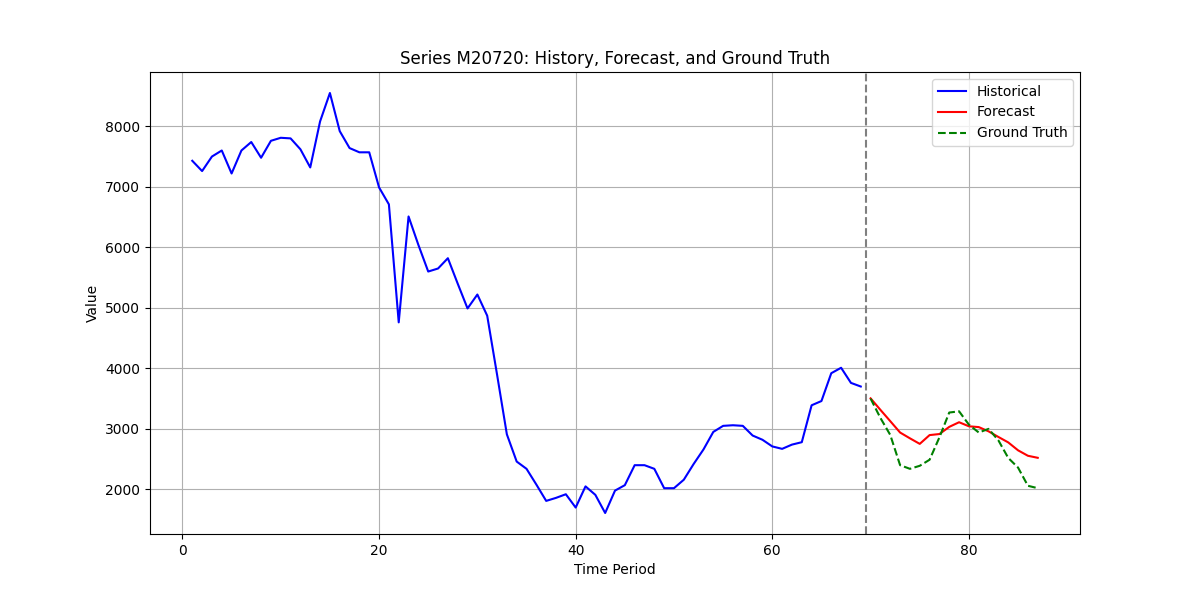 Series M20720: History, Forecast, and Ground Truth
Historical
Forecast
Ground Truth
Value
8000
7000
6000
5000
4000
3000
2000
0
20
40
60
80
Time Period